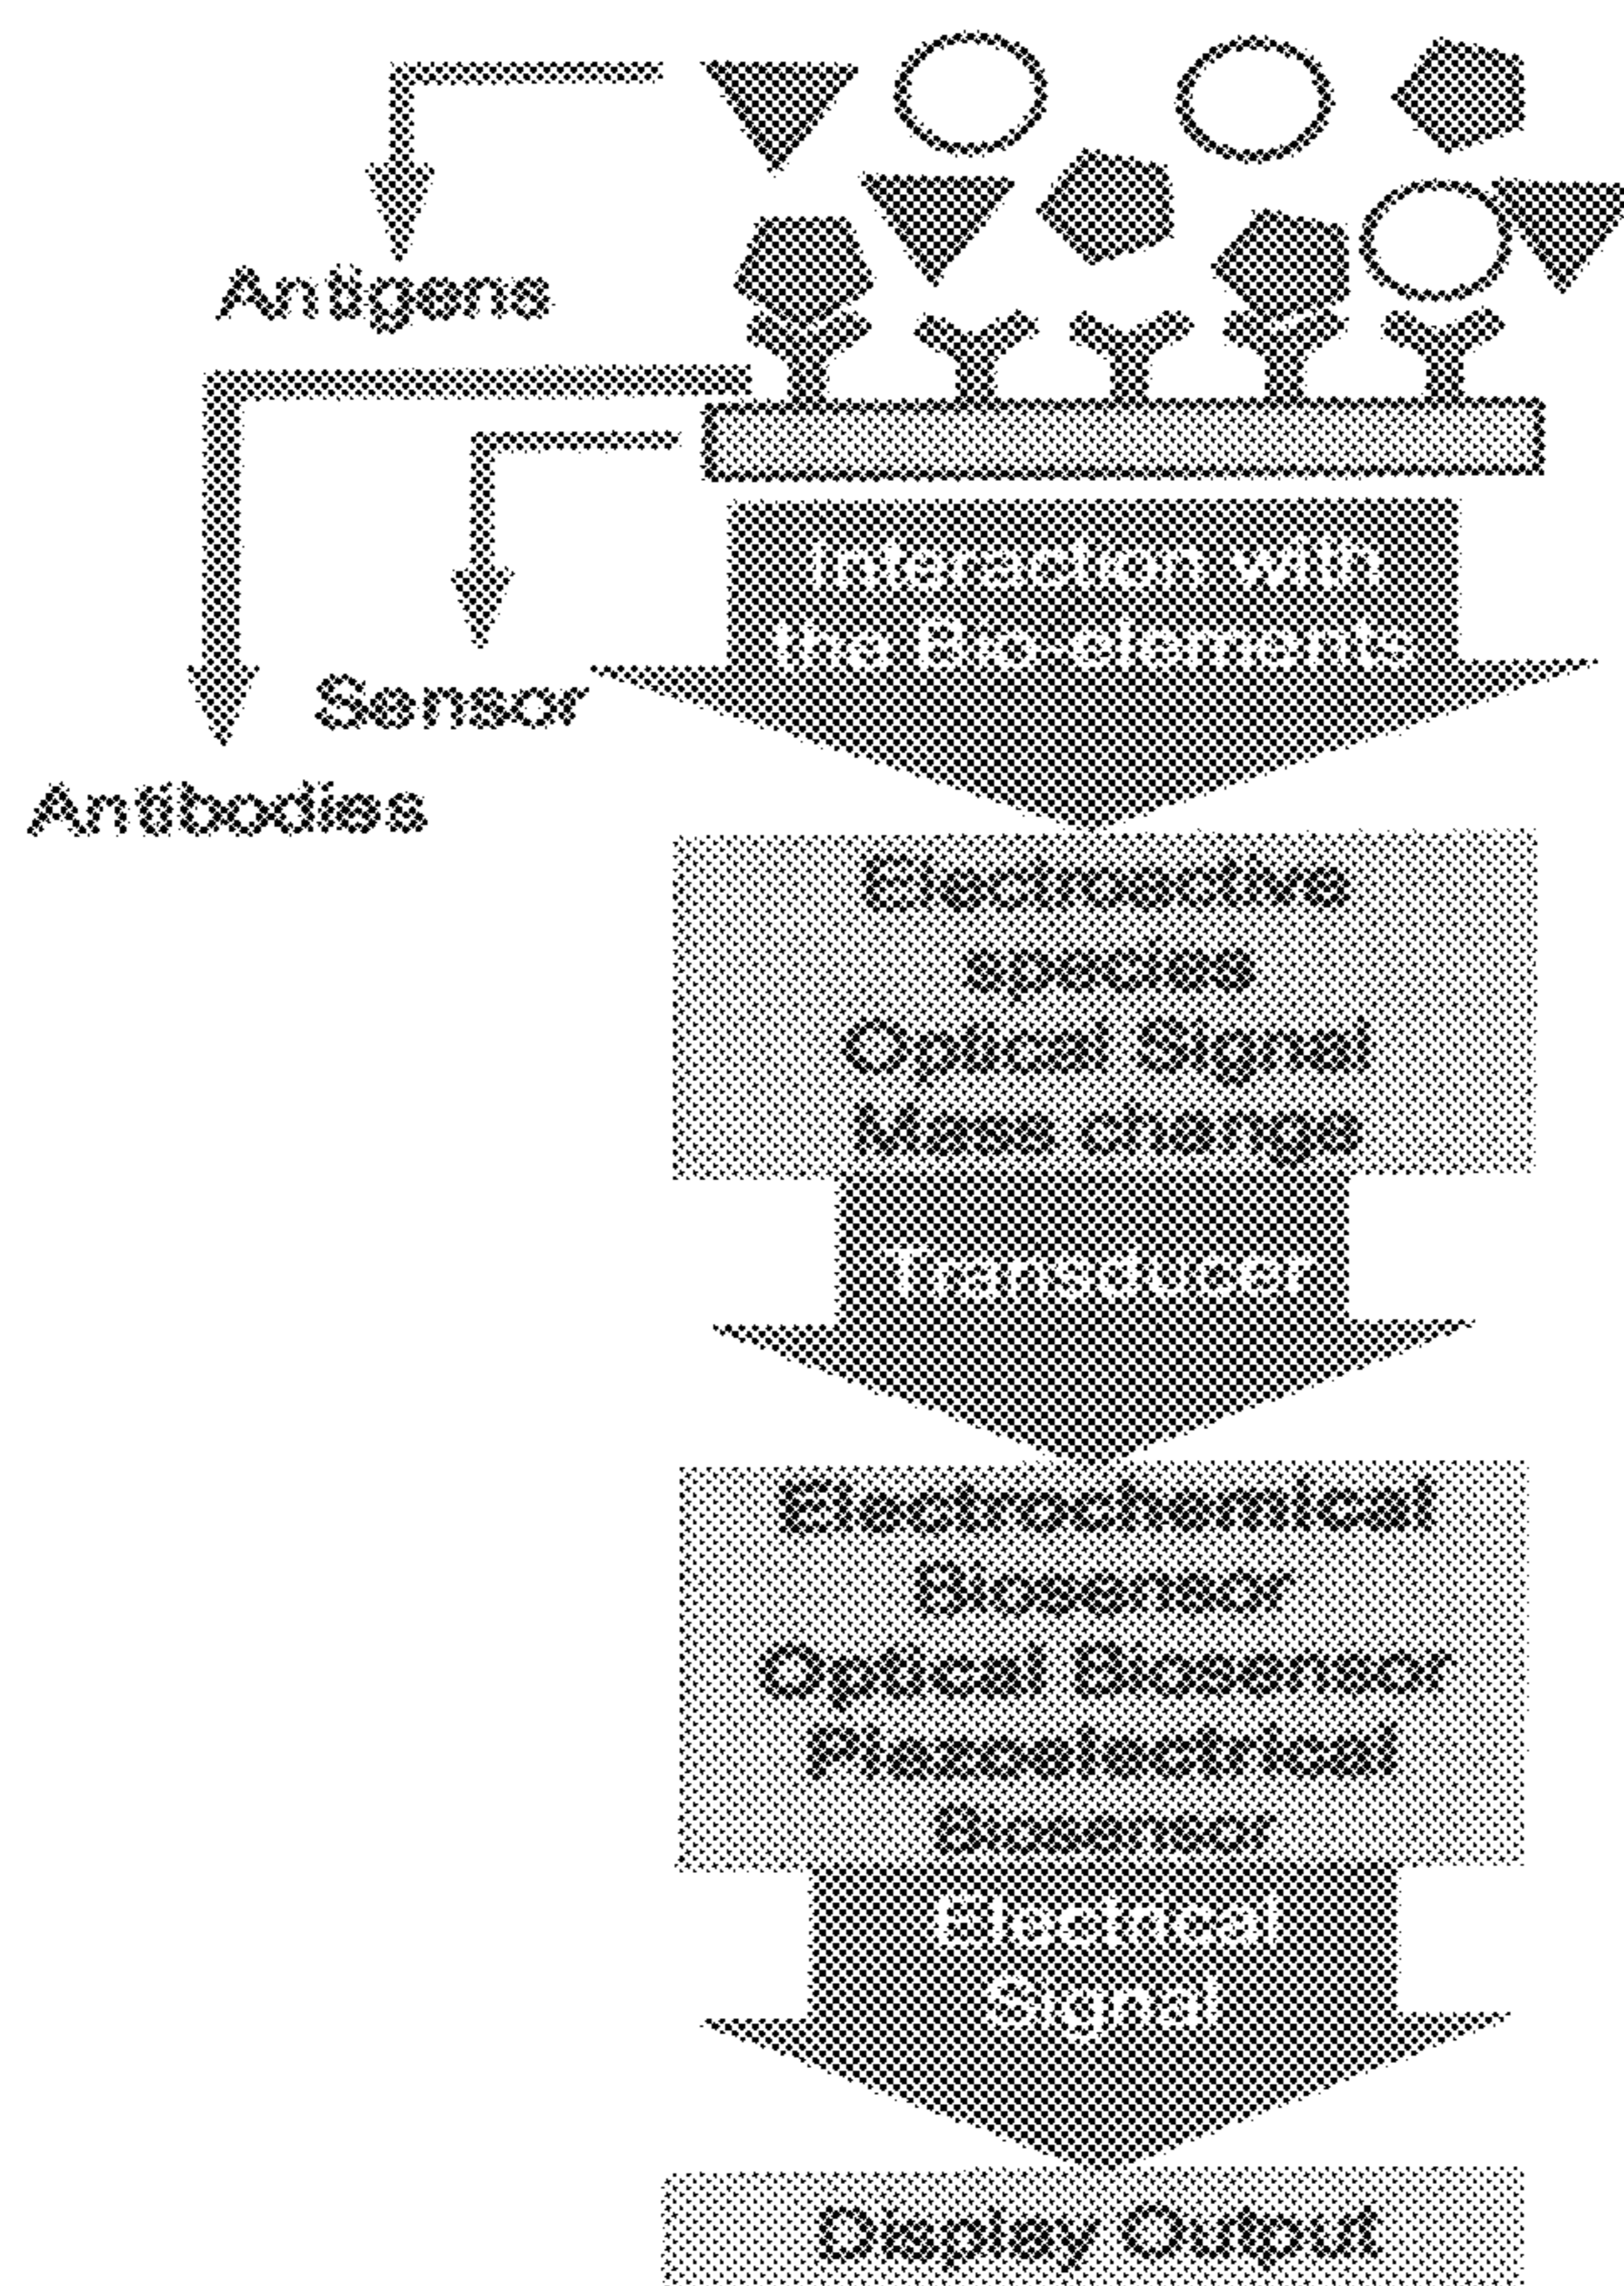 Antigens
Interaction with
the Bio-elements
Sensor
Antibodies
Electroactive
species
Optical Signal
Mass change
Transducer
Electrochemical
Biosensor
Optical Biosensor
Piezoelectrical
Biosensor
Electrical
Signal
Display Output